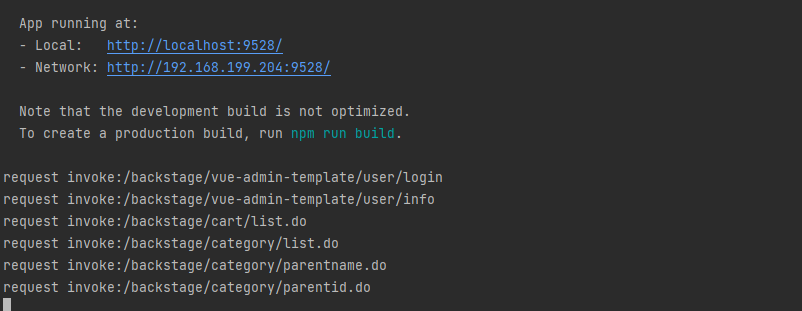 App running at:
- Local:   http://localhost:9528/
- Network: http://192.168.199.204:9528/
Note that the development build is not optimized.
To create a production build, run npm run build.
request invoke:/backstage/vue-admin-template/user/login
request invoke:/backstage/vue-admin-template/user/info
request invoke:/backstage/cart/list.do
request invoke:/backstage/category/list.do
request invoke:/backstage/category/parentname.do
request invoke:/backstage/category/parentid.do